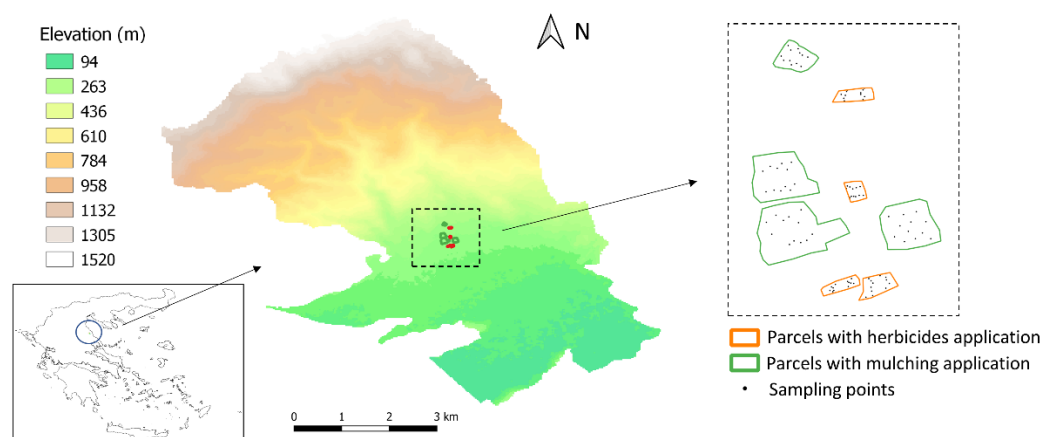 Elevation (m)
94
263
436
610
784
958
1132
1305
1520
N
0 1 2 3 km
Parcels with herbicides application
Parcels with mulching application
Sampling points